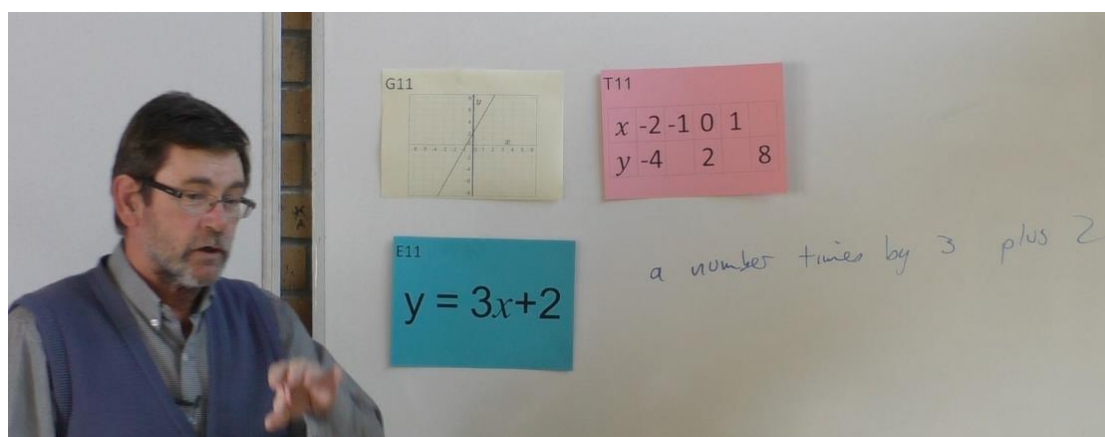 G11
y
x
T11
x -2 -1 0 1
y -4 2 8
E11
y = 3x+2
a number times by 3 plus 2